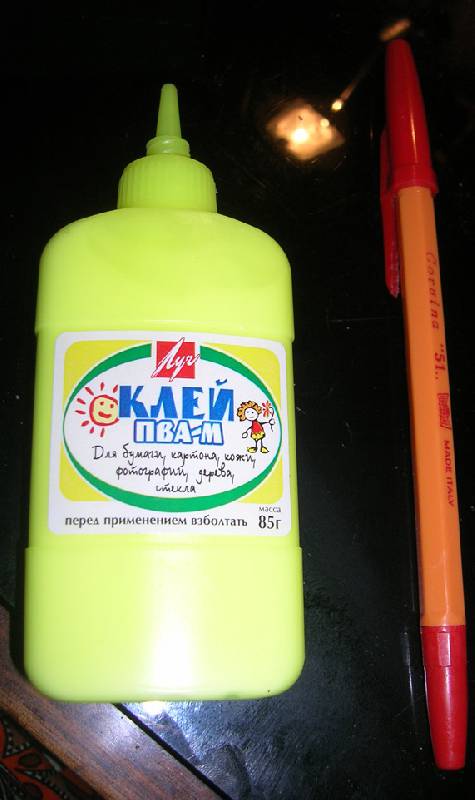 Луч
КЛЕЙ
ПВА-М
Для бумаги, картона, кожи,
фотографий, дерева,
стекла
масса
перед применением взболтать 85г
Corvina "51„
MADE ITALY